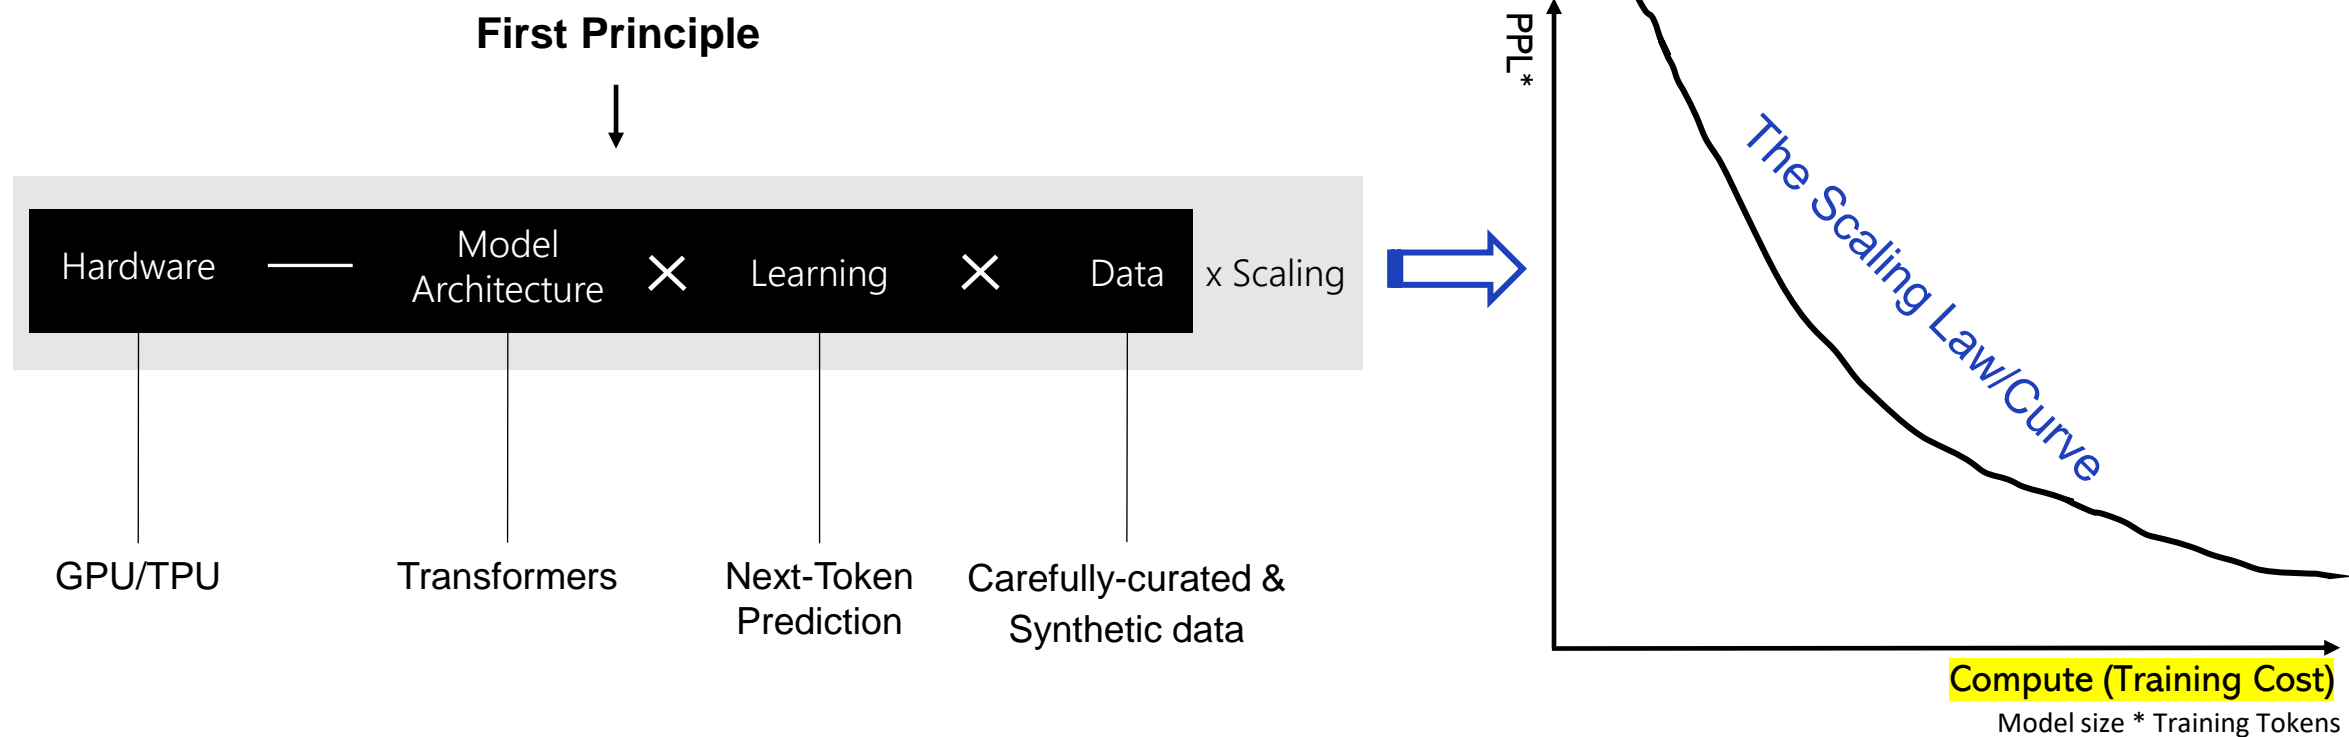 First Principle
Hardware
Model
Architecture
Learning
Data
x Scaling
GPU/TPU
Transformers
Next-Token
Prediction
Carefully-curated &
Synthetic data
PPL*
The Scaling Law/Curve
Compute (Training Cost)
Model size * Training Tokens